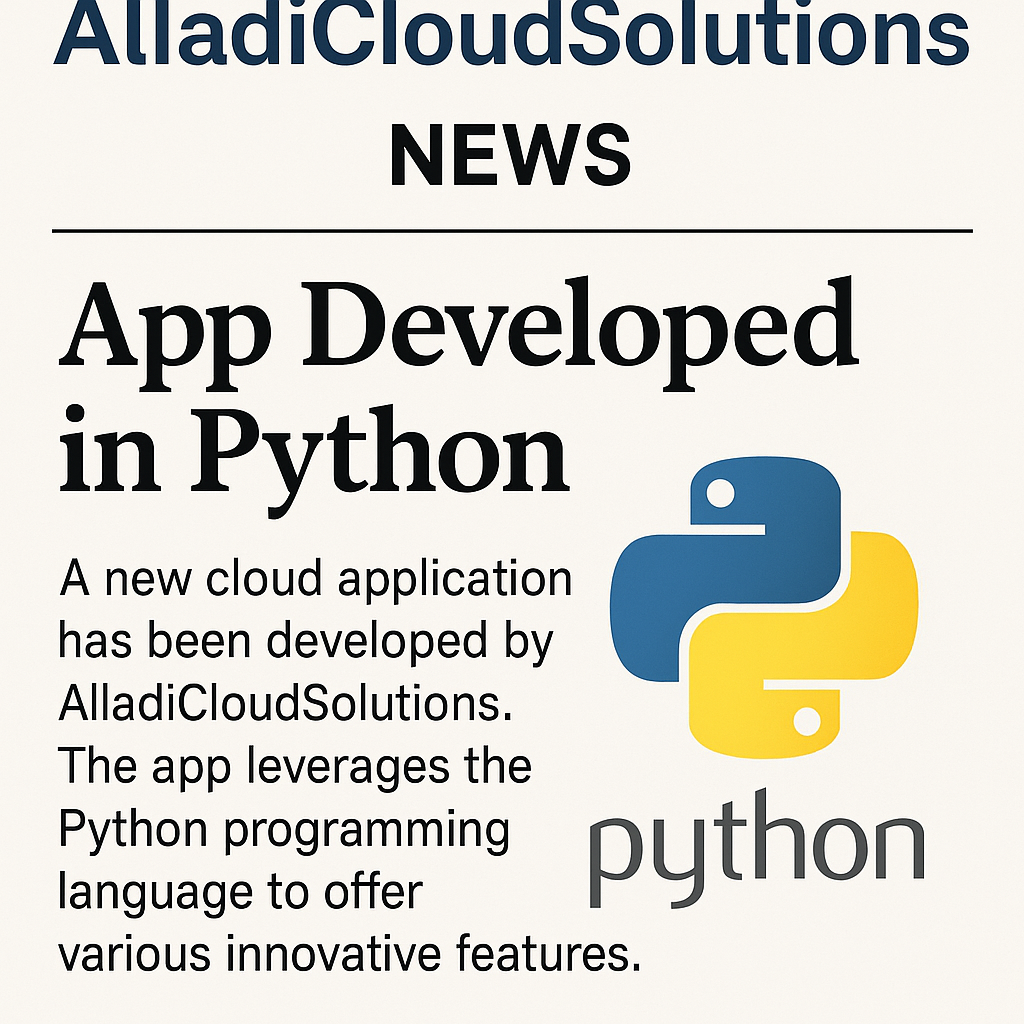 AlladiCloudSolutions
NEWS
App Developed
in Python
A new cloud application
has been developed by
AlladiCloudSolutions.
The app leverages the
Python programming
language to offer
various innovative features.
python